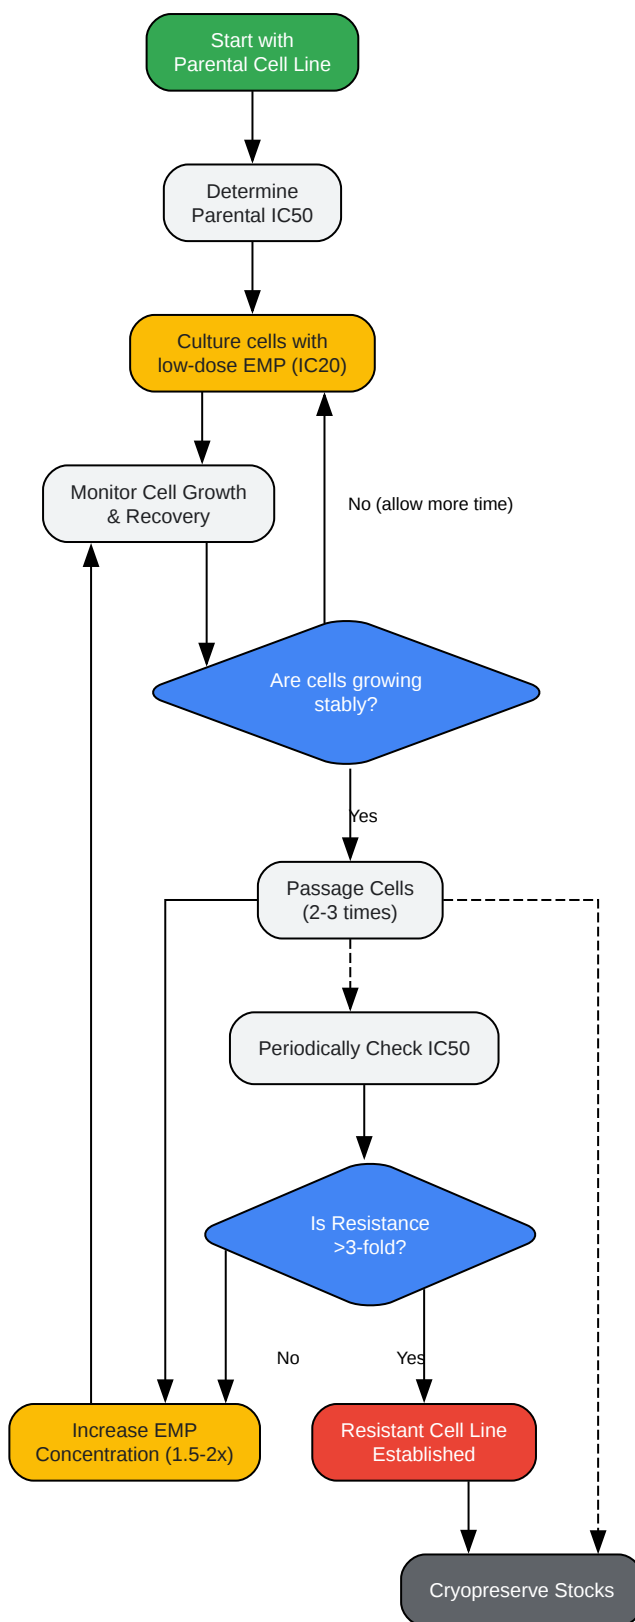 Start with
Parental Cell Line
Determine
Parental IC50
Culture cells with
low-dose EMP (IC20)
Monitor Cell Growth
& Recovery
No (allow more time)
Are cells growing
stably?
Yes
Passage Cells
(2-3 times)
Periodically Check IC50
Is Resistance
>3-fold?
No
Yes
Increase EMP
Concentration (1.5-2x)
Resistant Cell Line
Established
Cryopreserve Stocks